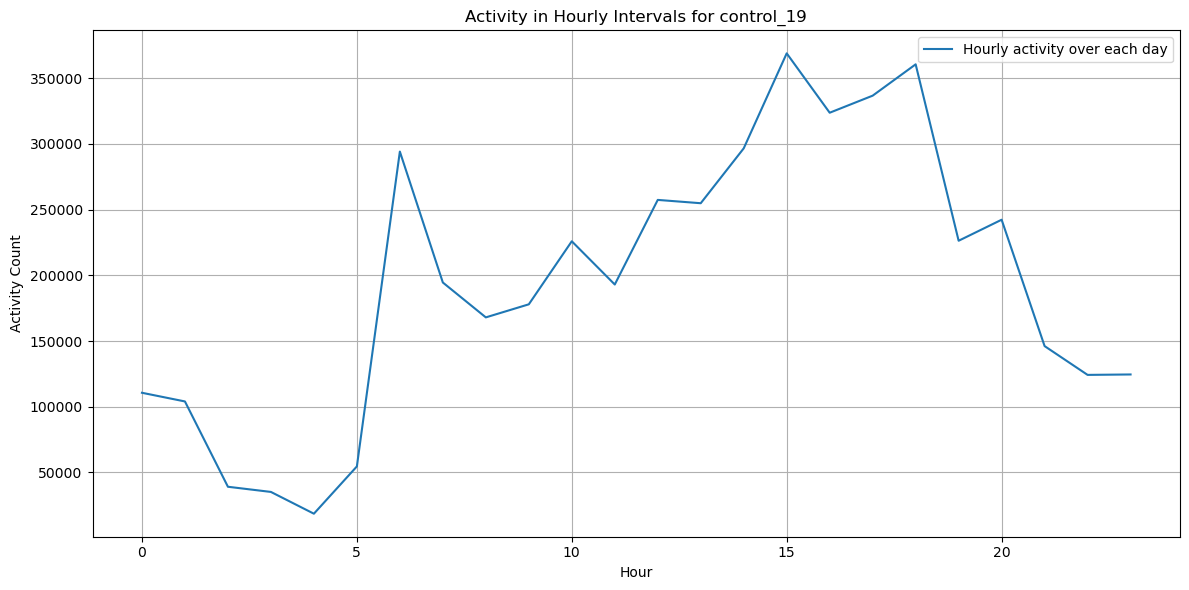 Activity in Hourly Intervals for control_19
Hourly activity over each day
350000
300000
250000
200000
150000
100000
50000
Activity Count
0 5 10 15 20
Hour